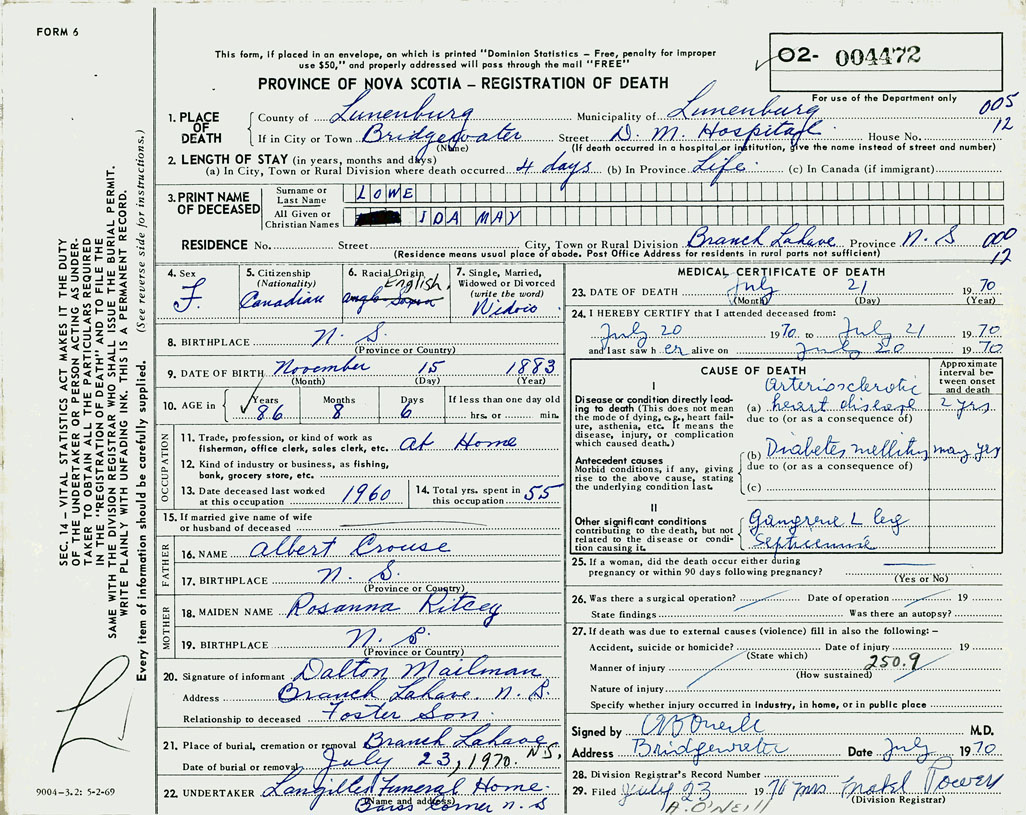 FORM 6
This form, if placed in an envelope, on which is printed "Dominion Statistics – Free, penalty for improper
use $50," and properly addressed will pass through the mail "FREE"
O2- 004472
PROVINCE OF NOVA SCOTIA – REGISTRATION OF DEATH
For use of the Department only
005
12
1. PLACE OF DEATH
County of Lunenburg Municipality of Lunenburg
If in City or Town Bridgewater Street D. M. Hospital House No.
(Name) (If death occurred in a hospital or institution, give the name instead of street and number)
2. LENGTH OF STAY (in years, months and days)
(a) In City, Town or Rural Division where death occurred 4 days (b) In Province Life (c) In Canada (if immigrant)
3. PRINT NAME OF DECEASED
Surname or Last Name LOWE
All Given or Christian Names IDA MAY
RESIDENCE No. Street City, Town or Rural Division Branch Lahave Province N. S
(Residence means usual place of abode. Post Office Address for residents in rural parts not sufficient)
000
12
4. Sex
F.
5. Citizenship
(Nationality)
Canadian
6. Racial Origin
English
7. Single, Married,
Widowed or Divorced
(write the word)
Widow
8. BIRTHPLACE N. S.
(Province or Country)
9. DATE OF BIRTH November 15 1883
(Month) (Day) (Year)
10. AGE in
Years Months Days If less than one day old
86 8 6 hrs. or min.
OCCUPATION
11. Trade, profession, or kind of work as
fisherman, office clerk, sales clerk, etc. At Home
12. Kind of industry or business, as fishing,
bank, grocery store, etc.
13. Date deceased last worked
at this occupation 1960
14. Total yrs. spent in
this occupation 55
15. If married give name of wife
or husband of deceased
FATHER
16. NAME Albert Crouse
17. BIRTHPLACE N. S.
(Province or Country)
MOTHER
18. MAIDEN NAME Rosanna Ritcey
19. BIRTHPLACE N. S.
(Province or Country)
20. Signature of informant Dalton Mailman
Address Branch Lahave N. S.
Relationship to deceased Foster Son
21. Place of burial, cremation or removal Branch Lahave N.S.
Date of burial or removal July 23, 1970.
22. UNDERTAKER Langilles Funeral Home
(Name and address)
Corner N. S
MEDICAL CERTIFICATE OF DEATH
23. DATE OF DEATH July 21 1970
(Month) (Day) (Year)
24. I HEREBY CERTIFY that I attended deceased from:
July 20 1970 to July 21 1970
and last saw her alive on July 20 1970
CAUSE OF DEATH
Approximate
interval be-
tween onset
and death
I
Disease or condition directly lead-
ing to death (This does not mean
the mode of dying, e.g., heart fail-
ure, asthenia, etc. It means the
disease, injury, or complication
which caused death.
Arteriosclerotic
(a) heart disease 2 yrs
due to (or as a consequence of)
Antecedent causes
Morbid conditions, if any, giving
rise to the above cause, stating
the underlying condition last.
(b) Diabetes mellitus many yrs
due to (or as a consequence of)
(c)
II
Other significant conditions
contributing to the death, but not
related to the disease or condi-
tion causing it.
Gangrene L leg
Septicemia
25. If a woman, did the death occur either during
pregnancy or within 90 days following pregnancy?
(Yes or No)
26. Was there a surgical operation? Date of operation 19
State findings Was there an autopsy?
27. If death was due to external causes (violence) fill in also the following:–
Accident, suicide or homicide? Date of injury 19
(State which)
Manner of injury 250.9
(How sustained)
Nature of injury
Specify whether injury occurred in industry, in home, or in public place
Signed by O'Neill M.D.
Address Bridgewater Date July 1970
28. Division Registrar's Record Number
29. Filed July 23 1970 Mrs Mabel Powers
(Division Registrar)
A. O'NEILL
SEC. 14 – VITAL STATISTICS ACT MAKES IT THE DUTY
OF THE UNDERTAKER OR PERSON ACTING AS UNDER-
TAKER TO OBTAIN ALL THE PARTICULARS REQUIRED
IN THE "REGISTRATION OF DEATH" AND TO FILE THE
SAME WITH THE DIVISION REGISTRAR WHO SHALL ISSUE THE BURIAL PERMIT.
WRITE PLAINLY WITH UNFADING INK. THIS IS A PERMANENT RECORD.
Every item of information should be carefully supplied. (See reverse side for instructions.)
9004–3.2: 5-2-69